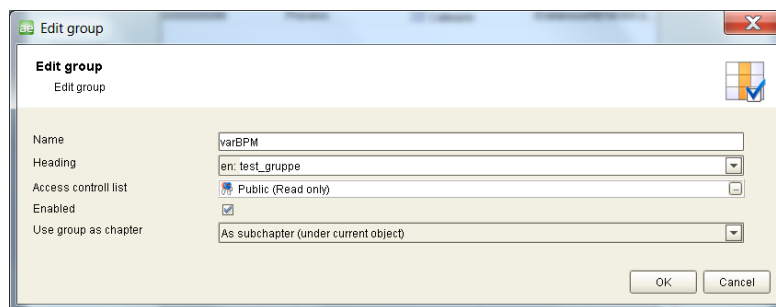 ae Edit group
Edit group
Edit group
Name varBPM
Heading en: test_gruppe
Access controll list Public (Read only) ...
Enabled
Use group as chapter As subchapter (under current object)
OK Cancel